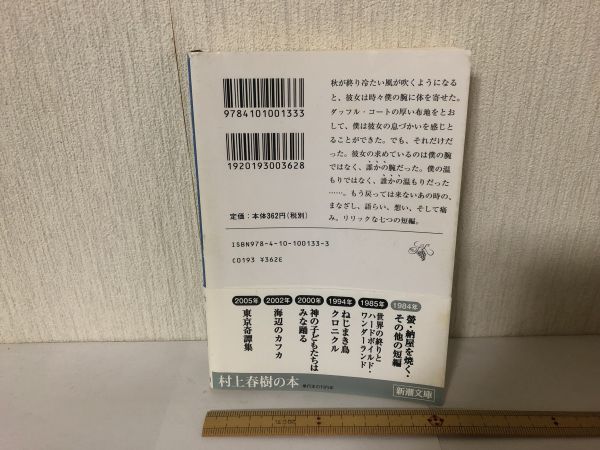 秋が終り冷たい風が吹くようになる
と、彼女は時々僕の腕に体を寄せた。
ダッフル・コートの厚い布地をとお
して、僕は彼女の息づかいを感じと
ることができた。でも、それだけだ
った。彼女の求めているのは僕の腕
ではなく、誰かの腕だった。僕の温
もりではなく、誰かの温もりだった
……。もう戻っては来ないあの時の、
まなざし、語らい、想い、そして痛
み。リリックな七つの短編。
9784101001333
1920193003628
定価：本体362円(税別)
ISBN978-4-10-100133-3
C0193 ¥362E
1984年
螢・納屋を焼く・
その他の短編
1985年
世界の終りと
ハードボイルド・
ワンダーランド
1994年
ねじまき鳥
クロニクル
2000年
神の子どもたちは
みな踊る
2002年
海辺のカフカ
2005年
東京奇譚集
村上春樹の本
新潮文庫